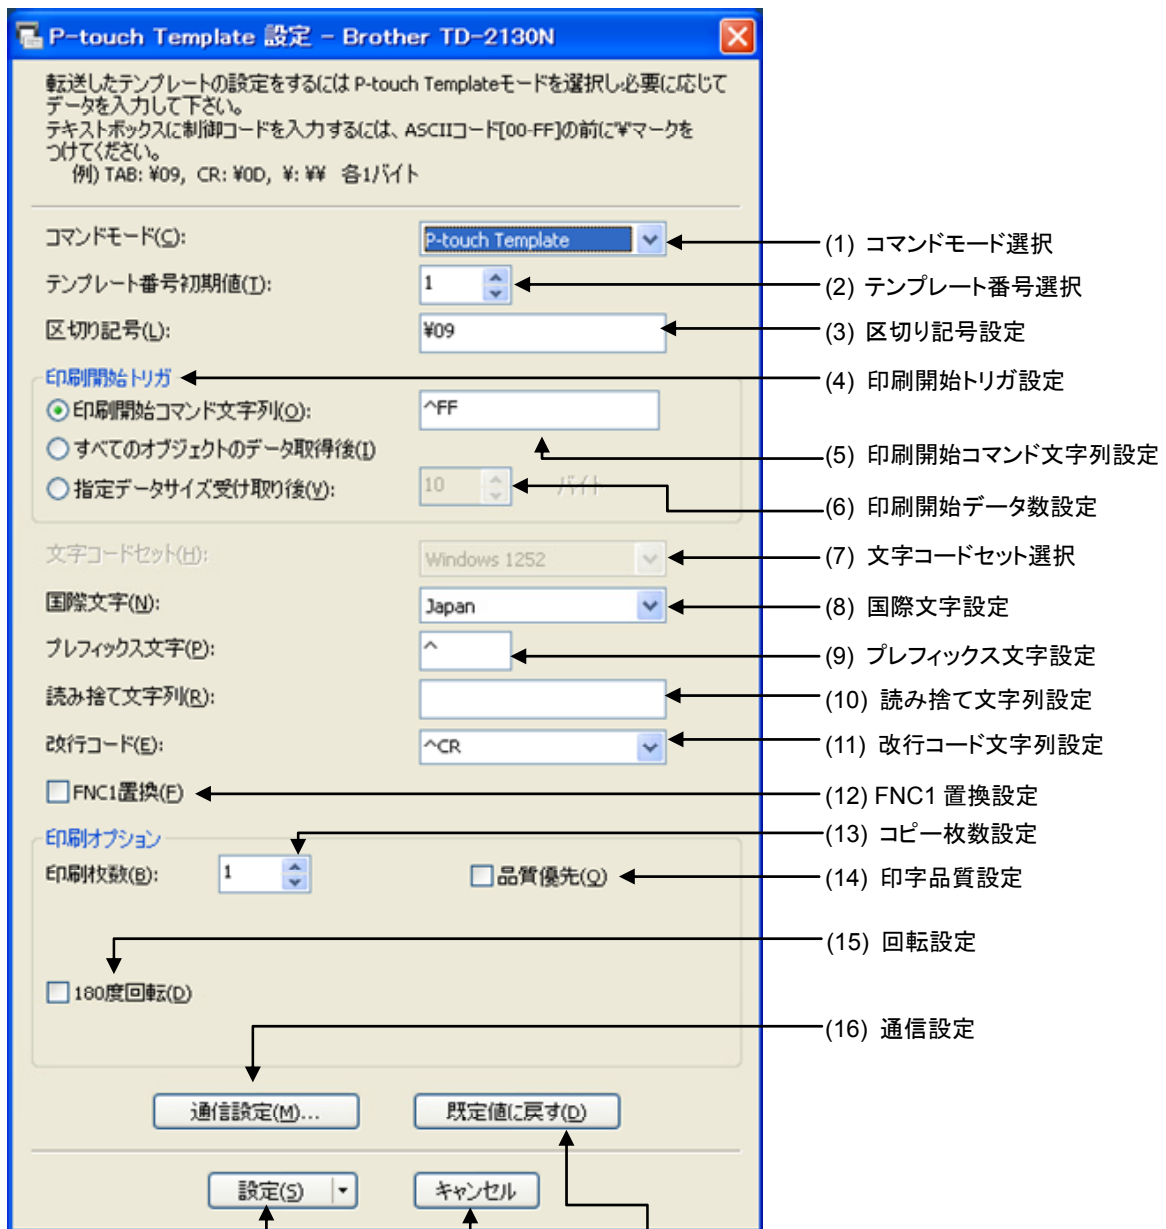 P-touch Template 設定 - Brother TD-2130N
転送したテンプレートの設定をするには P-touch Templateモードを選択し必要に応じて
データを入力して下さい。
テキストボックスに制御コードを入力するには、ASCIIコード[00-FF]の前に'¥'マークを
つけてください。
例) TAB: ¥09, CR: ¥0D, ¥: ¥¥ 各1バイト
コマンドモード(C): P-touch Template (1) コマンドモード選択
テンプレート番号初期値(T): 1 (2) テンプレート番号選択
区切り記号(L): ¥09 (3) 区切り記号設定
印刷開始トリガ (4) 印刷開始トリガ設定
印刷開始コマンド文字列(O): ^FF
すべてのオブジェクトのデータ取得後(I) (5) 印刷開始コマンド文字列設定
指定データサイズ受け取り後(V): 10 バイト
(6) 印刷開始データ数設定
文字コードセット(H): Windows 1252 (7) 文字コードセット選択
国際文字(N): Japan (8) 国際文字設定
プレフィックス文字(P): ^ (9) プレフィックス文字設定
読み捨て文字列(R): (10) 読み捨て文字列設定
改行コード(E): ^CR (11) 改行コード文字列設定
FNC1置換(F) (12) FNC1 置換設定
印刷オプション (13) コピー枚数設定
印刷枚数(B): 1 品質優先(Q) (14) 印字品質設定
(15) 回転設定
180度回転(D)
(16) 通信設定
通信設定(M)... 既定値に戻す(D)
設定(S) キャンセル